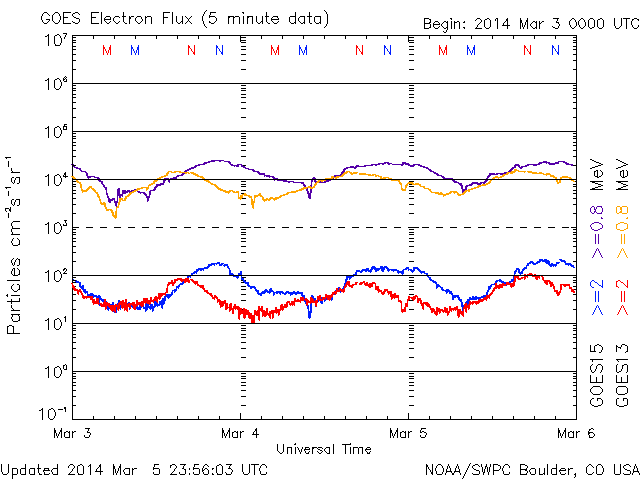 GOES Electron Flux (5 minute data)
Begin: 2014 Mar 3 0000 UTC
M M N N M M N N M M N N
10⁷
10⁶
10⁵
10⁴
10³
10²
10¹
10⁰
10⁻¹
Particles cm⁻²s⁻¹sr⁻¹
Mar 3 Mar 4 Mar 5 Mar 6
Universal Time
GOES15 >=2 >=0.8 MeV
GOES13 >=2 >=0.8 MeV
Updated 2014 Mar 5 23:56:03 UTC
NOAA/SWPC Boulder, CO USA